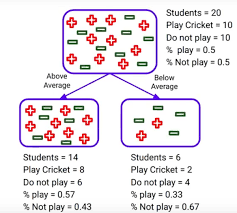 Students = 20
Play Cricket = 10
Do not play = 10
% play = 0.5
% Not play = 0.5
Above
Average
Below
Average
Students = 14
Play Cricket = 8
Do not play = 6
% play = 0.57
% Not play = 0.43
Students = 6
Play Cricket = 2
Do not play = 4
% play = 0.33
% Not play = 0.67